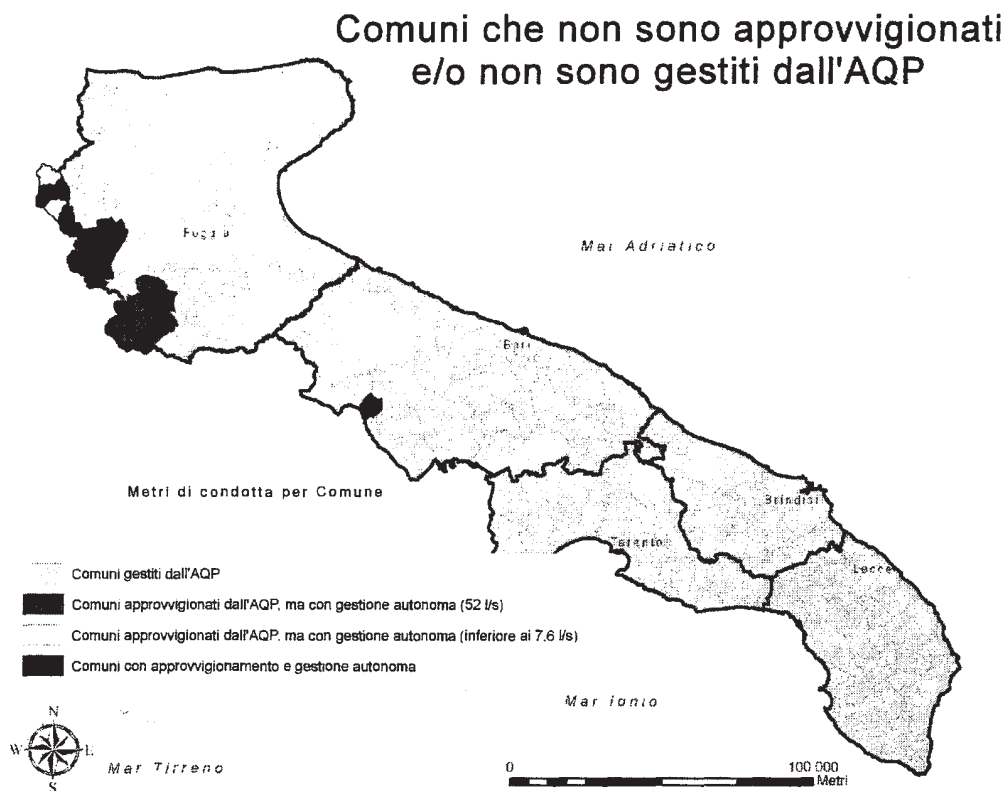 Comuni che non sono approvvigionati
e/o non sono gestiti dall'AQP
Foggia
Mar Adriatico
Bari
Metri di condotta per Comune
Brindisi
Taranto
Lecce
Comuni gestiti dall'AQP
Comuni approvvigionati dall'AQP, ma con gestione autonoma (52 l/s)
Comuni approvvigionati dall'AQP, ma con gestione autonoma (inferiore ai 7.6 l/s)
Comuni con approvvigionamento e gestione autonoma
Mar Ionio
N
W E
S
Mar Tirreno
0 100 000
Metri